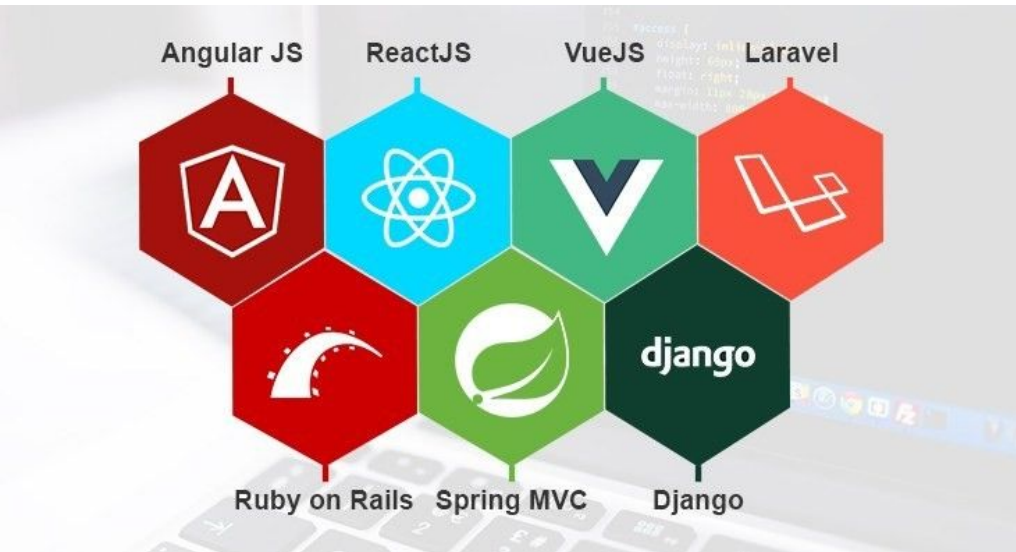 Angular JS
ReactJS
VueJS
Laravel
A
django
Ruby on Rails
Spring MVC
Django